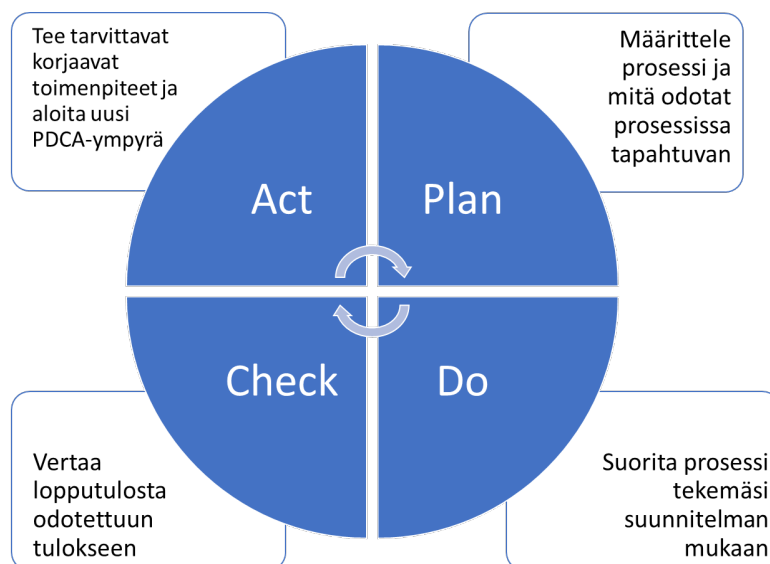 Tee tarvittavat
korjaavat
toimenpiteet ja
aloita uusi
PDCA-ympyrä
Määrittele
prosessi ja
mitä odotat
prosessissa
tapahtuvan
Act
Plan
Check
Do
Vertaa
lopputulosta
odotettuun
tulokseen
Suorita prosessi
tekemäsi
suunnitelman
mukaan